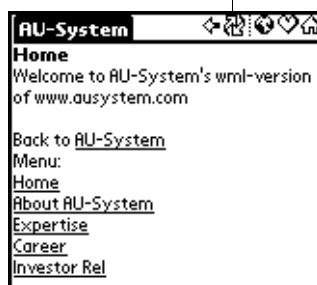 AU-System
Home
Welcome to AU-System's wml-version
of www.ausystem.com
Back to AU-System
Menu:
Home
About AU-System
Expertise
Career
Investor Rel